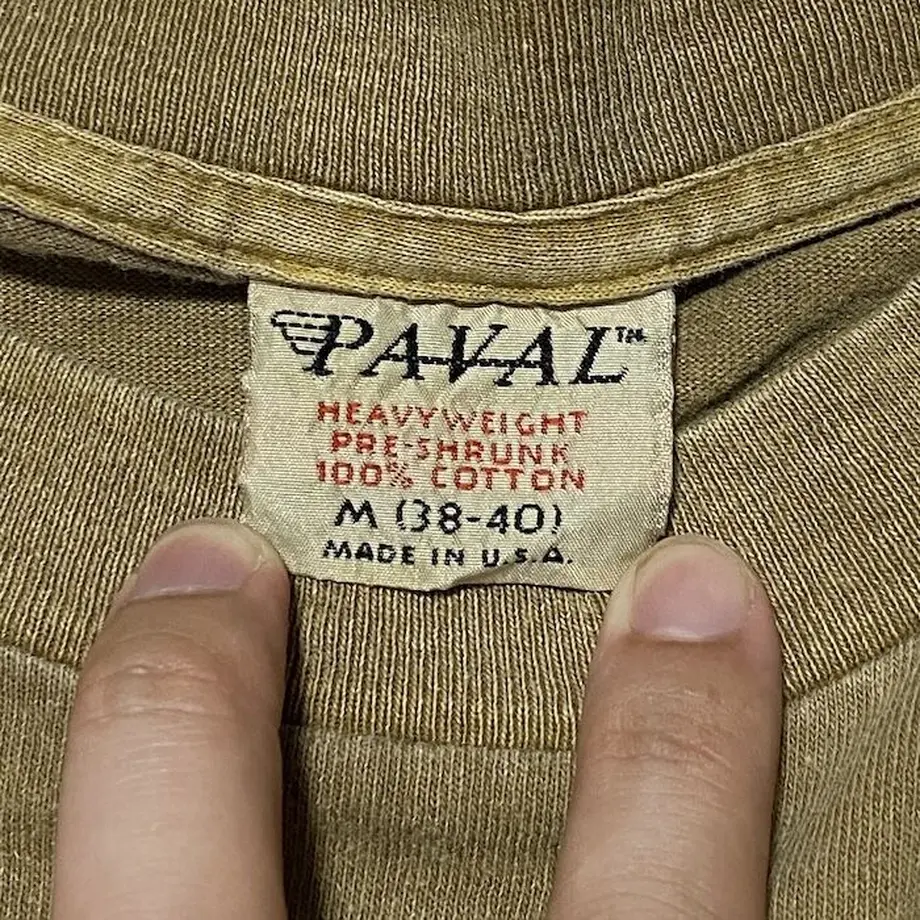 PAVAL™
HEAVYWEIGHT
PRE-SHRUNK
100% COTTON
M (38-40)
MADE IN U.S.A.